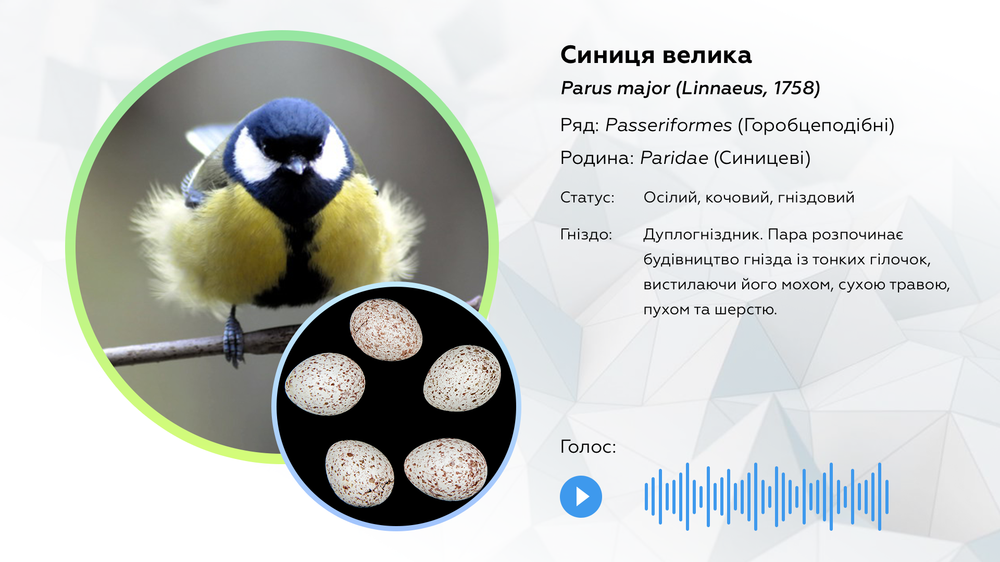 Синиця велика
Parus major (Linnaeus, 1758)
Ряд: Passeriformes (Горобцеподібні)
Родина: Paridae (Синицеві)
Статус: Осілий, кочовий, гніздовий
Гніздо: Дуплогніздник. Пара розпочинає
будівництво гнізда із тонких гілочок,
вистилаючи його мохом, сухою травою,
пухом та шерстю.
Голос: